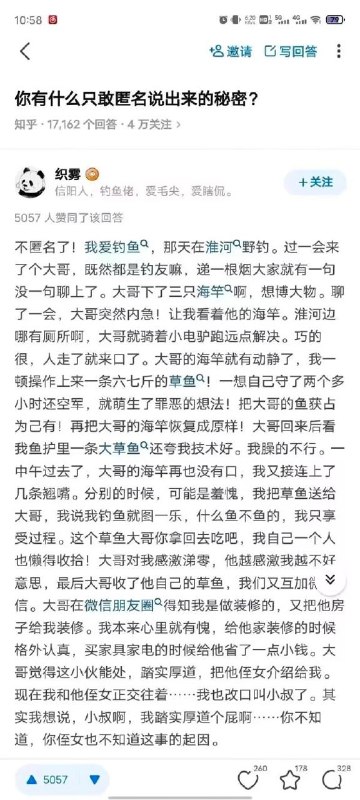 10:58
6.20 KB/s
HD
5G
4G
79
邀请
写回答
你有什么只敢匿名说出来的秘密？
知乎 · 17,162 个回答 · 4 万关注 >
织雾
信阳人，钓鱼佬，爱毛尖，爱瞎侃。
+ 关注
5057 人赞同了该回答
不匿名了！我爱钓鱼，那天在淮河野钓。过一会来
了个大哥，既然都是钓友嘛，递一根烟大家就有一句
没一句聊上了。大哥下了三只海竿啊，想博大物。聊
了一会，大哥突然内急！让我看着他的海竿。淮河边
哪有厕所啊，大哥就骑着小电驴跑远点解决。巧的
很，人走了就来口了。大哥的海竿就有动静了，我一
顿操作上来一条六七斤的草鱼！一想自己守了两个多
小时还空军，就萌生了罪恶的想法！把大哥的鱼获占
为己有！再把大哥的海竿恢复成原样！大哥回来后看
我鱼护里一条大草鱼还夸我技术好。我臊的不行。一
中午过去了，大哥的海竿再也没有口，我又接连上了
几条翘嘴。分别的时候，可能是羞愧，我把草鱼送给
大哥，我说我钓鱼就图一乐，什么鱼不鱼的，我只享
受过程。这个草鱼大哥你拿回去吃吧，我自己一个人
也懒得收拾！大哥对我感激涕零，他越感激我越不好
意思，最后大哥收了他自己的草鱼，我们又互加微
信。大哥在微信朋友圈得知我是做装修的，又把他房
子给我装修。我本来心里就有愧，给他家装修的时候
格外认真，买家具家电的时候给他省了一点小钱。大
哥觉得这小伙能处，踏实厚道，把他侄女介绍给我。
现在我和他侄女正交往着……我也改口叫小叔了。其
实我想说，小叔啊，我踏实厚道个屁啊……你不知
道，你侄女也不知道这事的起因。
5057
260
178
328